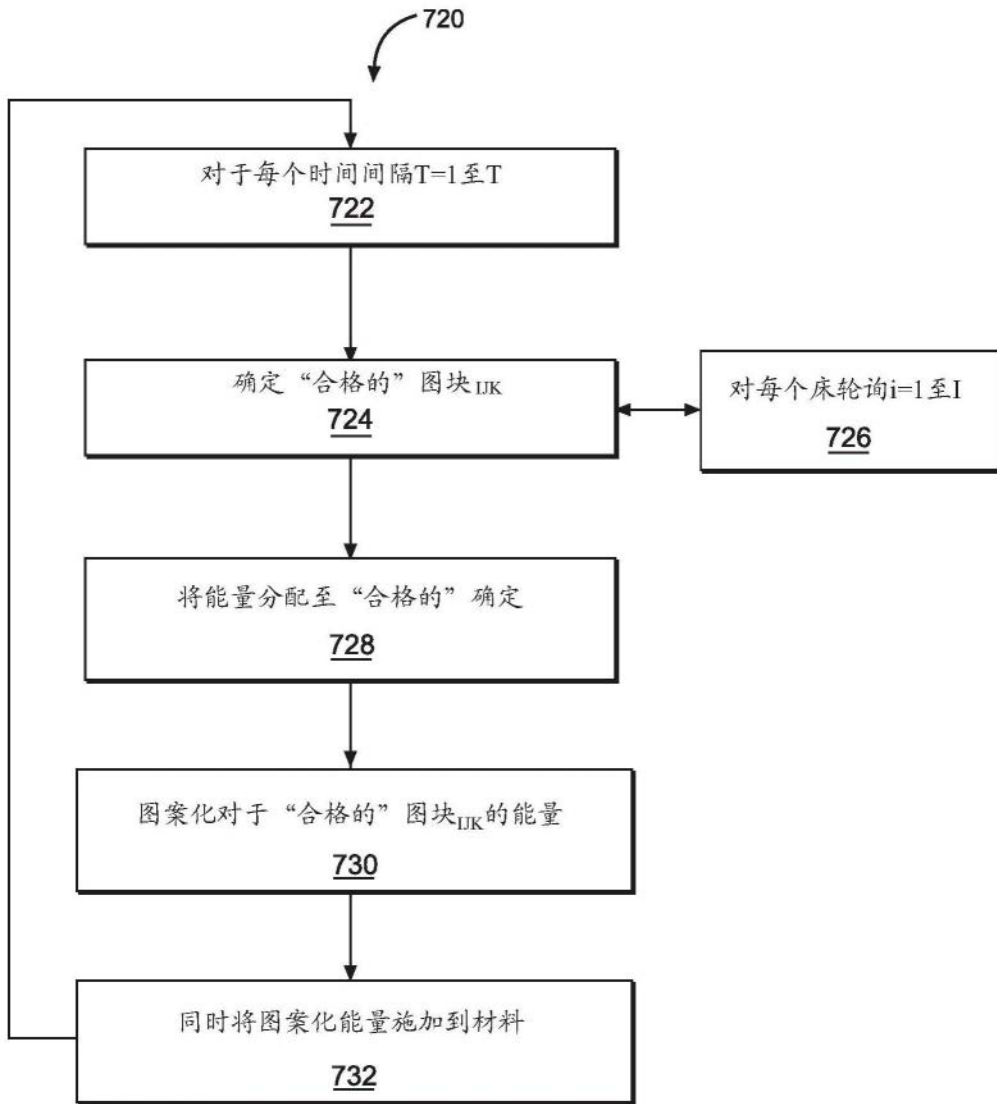 720
对于每个时间间隔T=1至T
722
确定“合格的”图块IJK
724
对每个床轮询i=1至I
726
将能量分配至“合格的”确定
728
图案化对于“合格的”图块IJK的能量
730
同时将图案化能量施加到材料
732